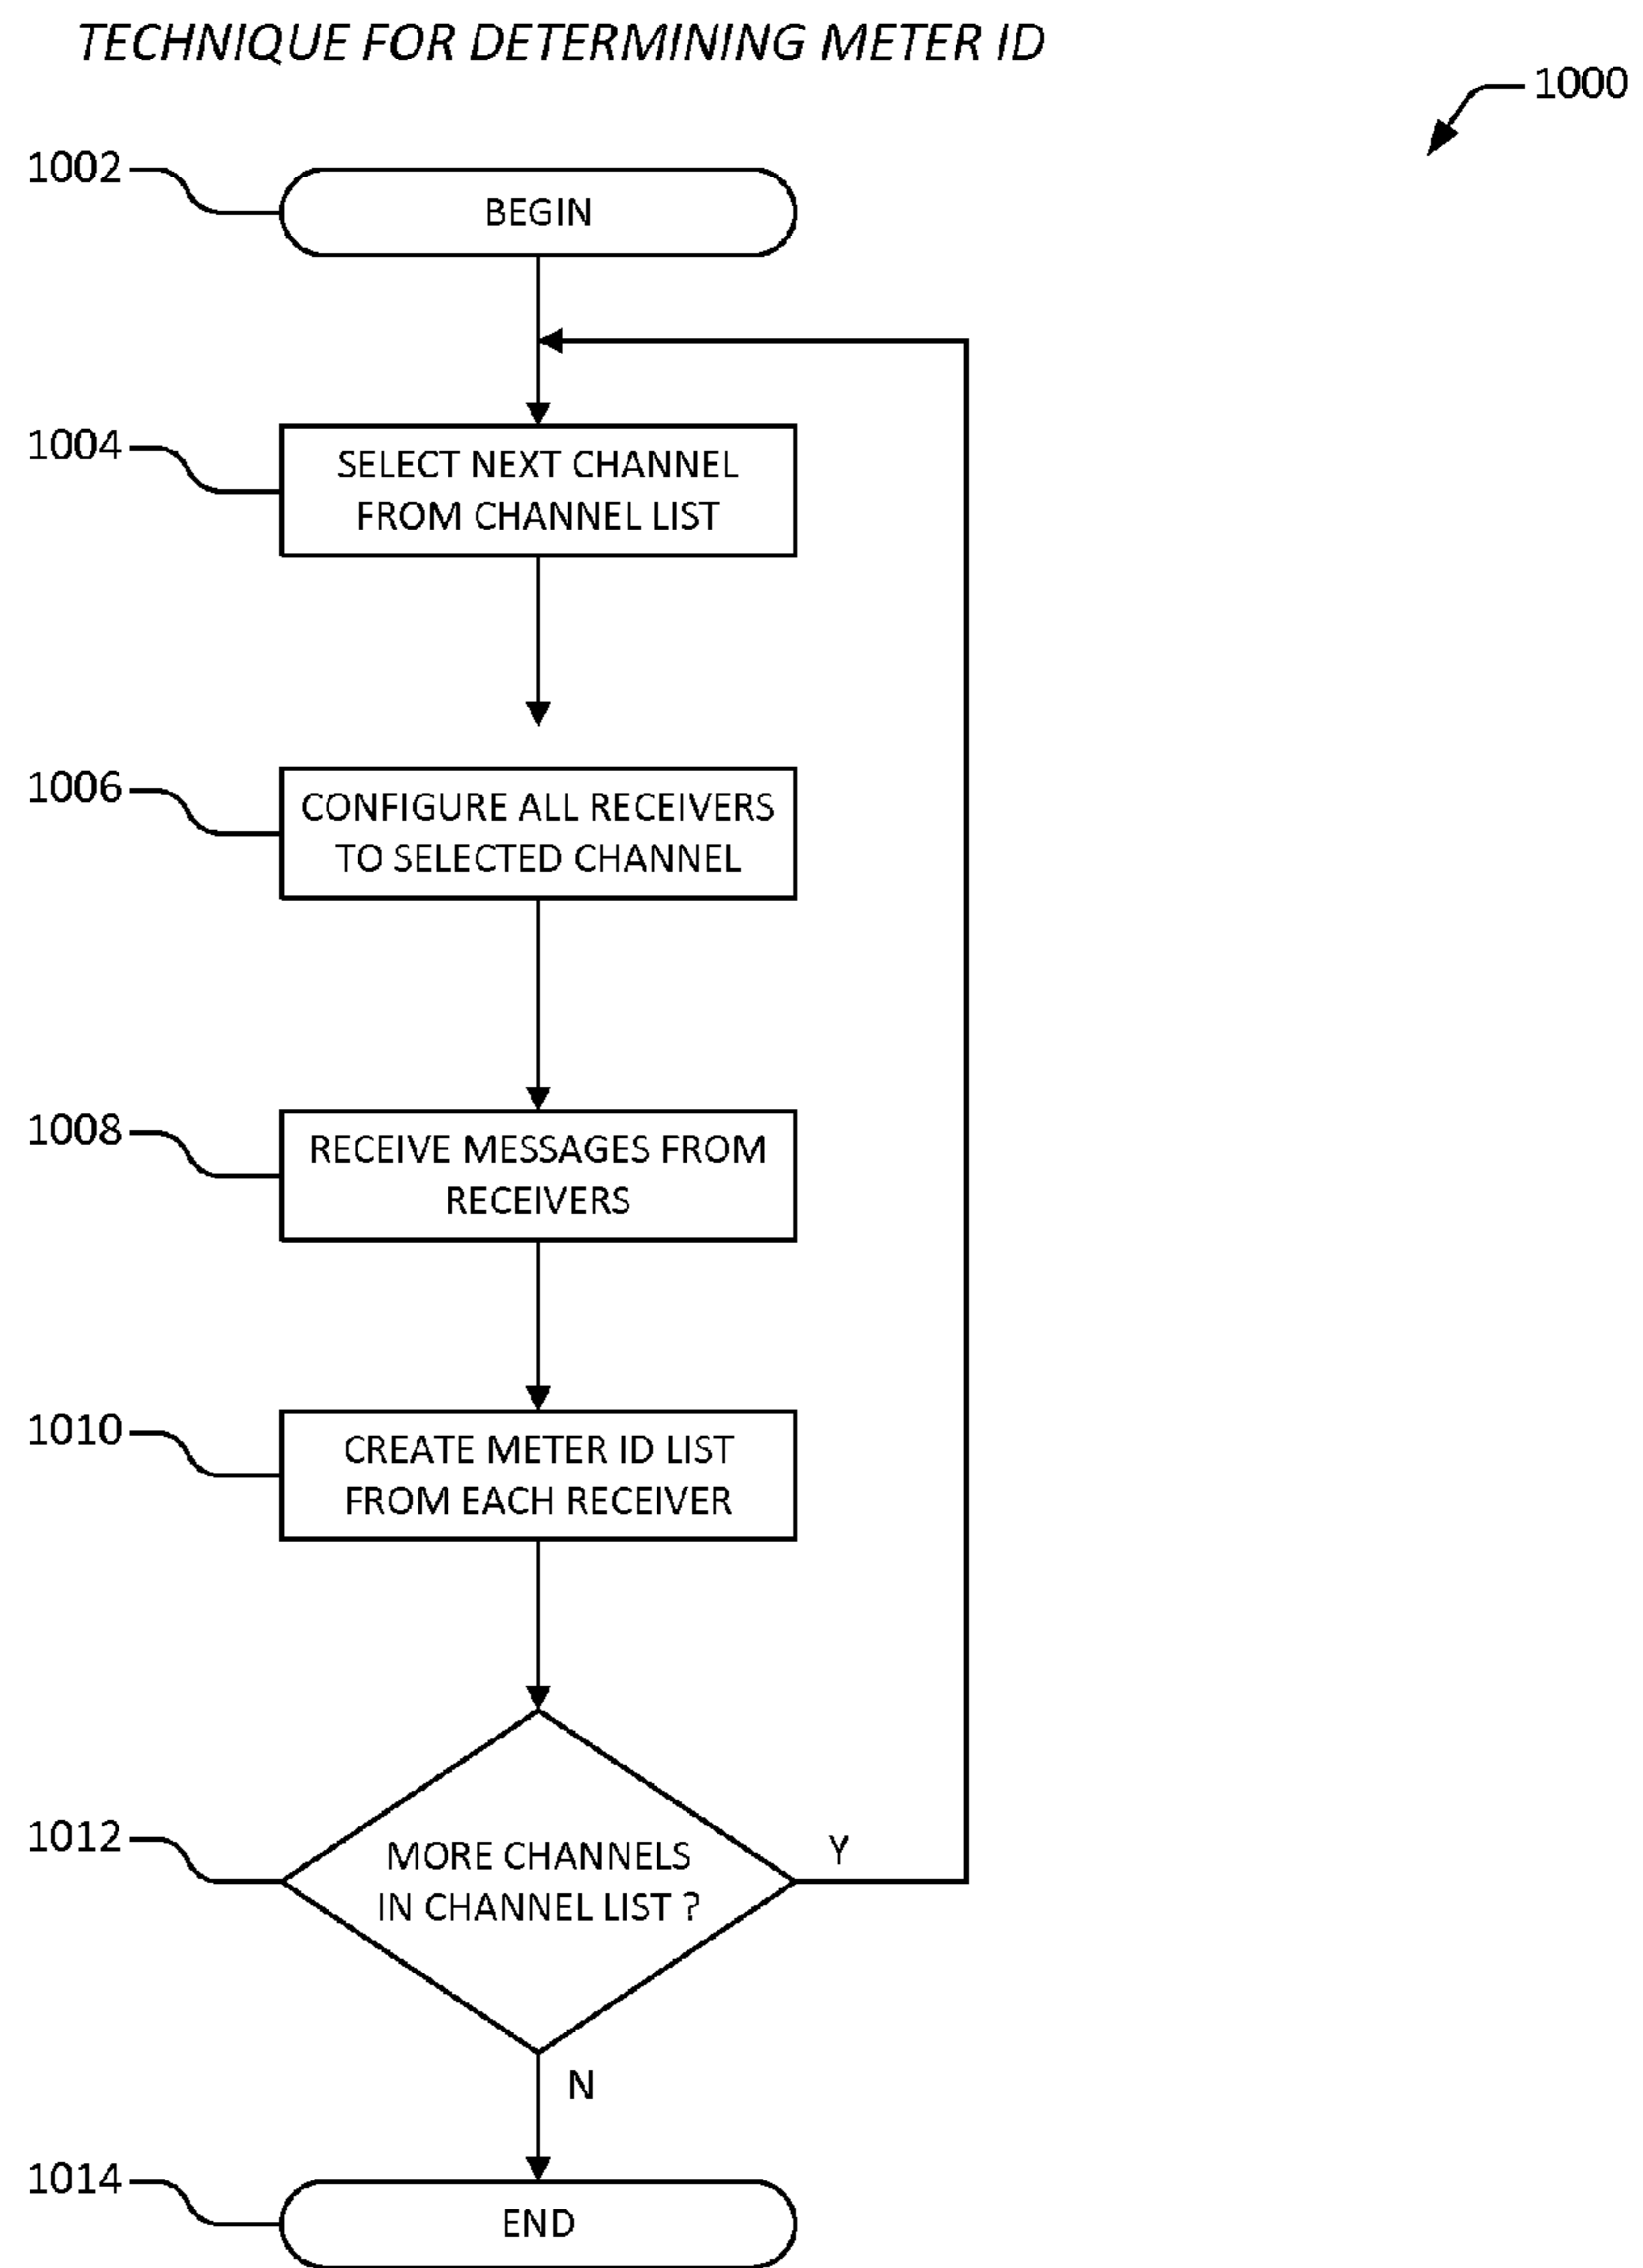 TECHNIQUE FOR DETERMINING METER ID
1000
1002
BEGIN
1004
SELECT NEXT CHANNEL
FROM CHANNEL LIST
1006
CONFIGURE ALL RECEIVERS
TO SELECTED CHANNEL
1008
RECEIVE MESSAGES FROM
RECEIVERS
1010
CREATE METER ID LIST
FROM EACH RECEIVER
1012
MORE CHANNELS
IN CHANNEL LIST ?
Y
N
1014
END